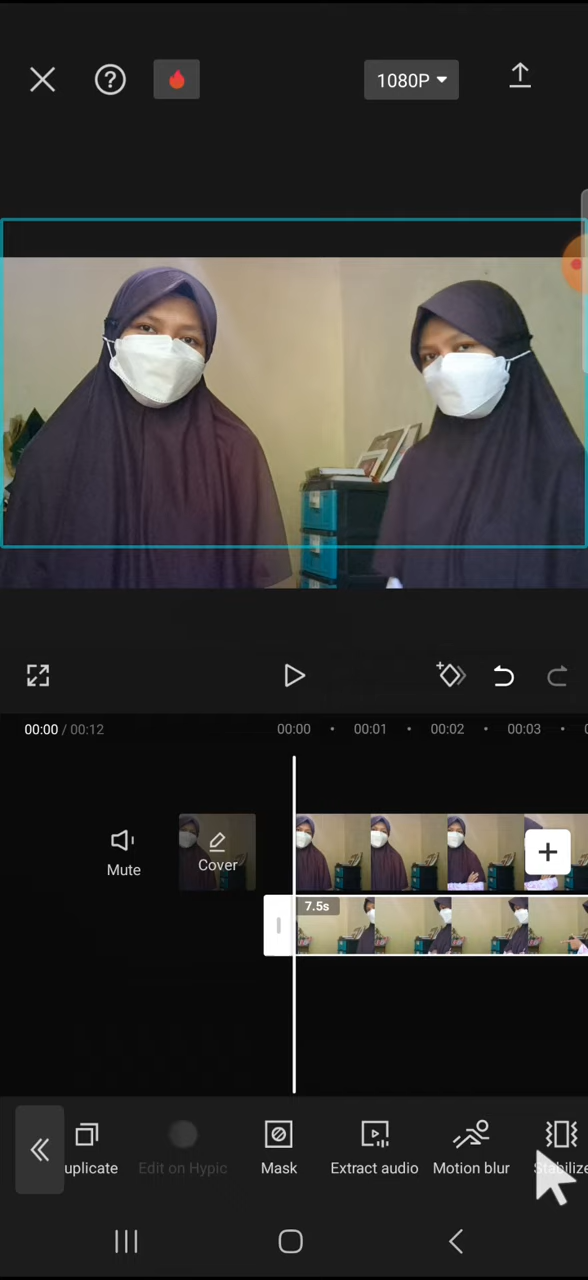 1080P
00:00 / 00:12
00:00
00:01
00:02
00:03
Mute
Cover
7.5s
uplicate
Edit on Hypic
Mask
Extract audio
Motion blur
Stabilize